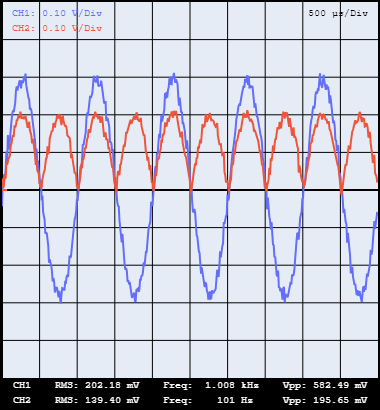 CH1: 0.10 V/Div 500 µs/Div
CH2: 0.10 V/Div
CH1 RMS: 202.18 mV Freq: 1.008 kHz Vpp: 582.49 mV
CH2 RMS: 139.40 mV Freq: 101 Hz Vpp: 195.65 mV